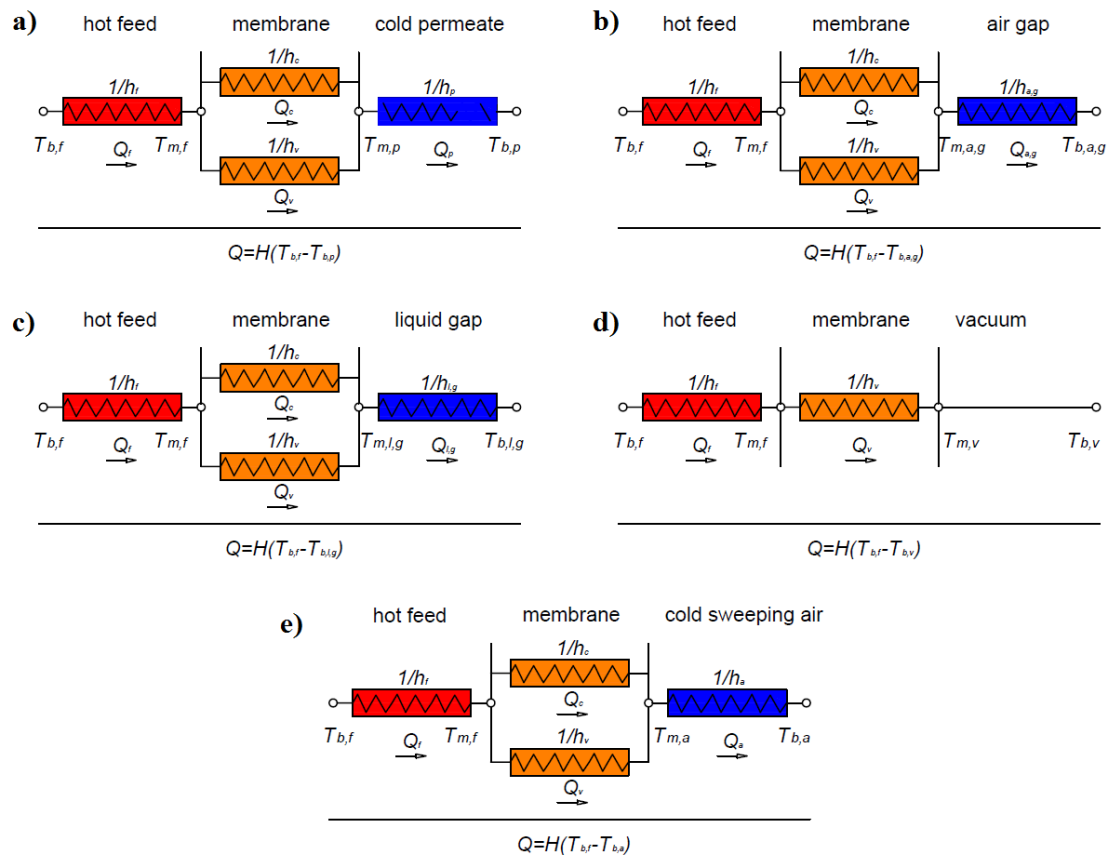 a)
hot feed membrane cold permeate
1/hc
1/hf 1/hp
Qc
Tb,f Qf Tm,f 1/hv Tm,p Qp Tb,p
Qv
Q=H(Tb,f-Tb,p)
b)
hot feed membrane air gap
1/hc
1/hf 1/ha,g
Qc
Tb,f Qf Tm,f 1/hv Tm,a,g Qa,g Tb,a,g
Qv
Q=H(Tb,f-Tb,a,g)
c)
hot feed membrane liquid gap
1/hc
1/hf 1/hl,g
Qc
Tb,f Qf Tm,f 1/hv Tm,l,g Ql,g Tb,l,g
Qv
Q=H(Tb,f-Tb,l,g)
d)
hot feed membrane vacuum
1/hf 1/hv
Tb,f Qf Tm,f Qv Tm,v Tb,v
Q=H(Tb,f-Tb,v)
e)
hot feed membrane cold sweeping air
1/hc
1/hf 1/ha
Qc
Tb,f Qf Tm,f 1/hv Tm,a Qa Tb,a
Qv
Q=H(Tb,f-Tb,a)